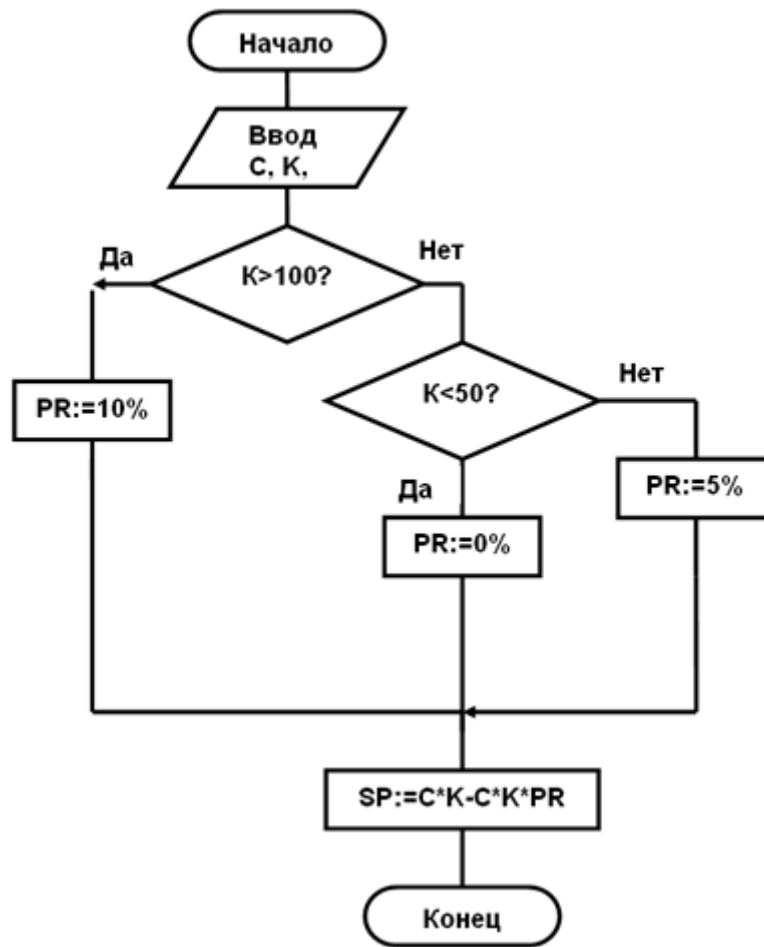 Начало
Ввод
С, К,
Да
Нет
К>100?
К<50?
Нет
PR:=10%
Да
PR:=5%
PR:=0%
SP:=C*K-C*K*PR
Конец